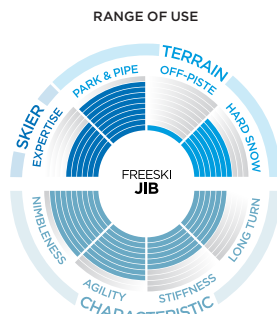 RANGE OF USE
TERRAIN
SKIER
PARK & PIPE
OFF-PISTE
EXPERTISE
HARD SNOW
FREESKI
JIB
NIMBLENESS
LONG TURN
AGILITY
STIFFNESS
CHARACTERISTIC